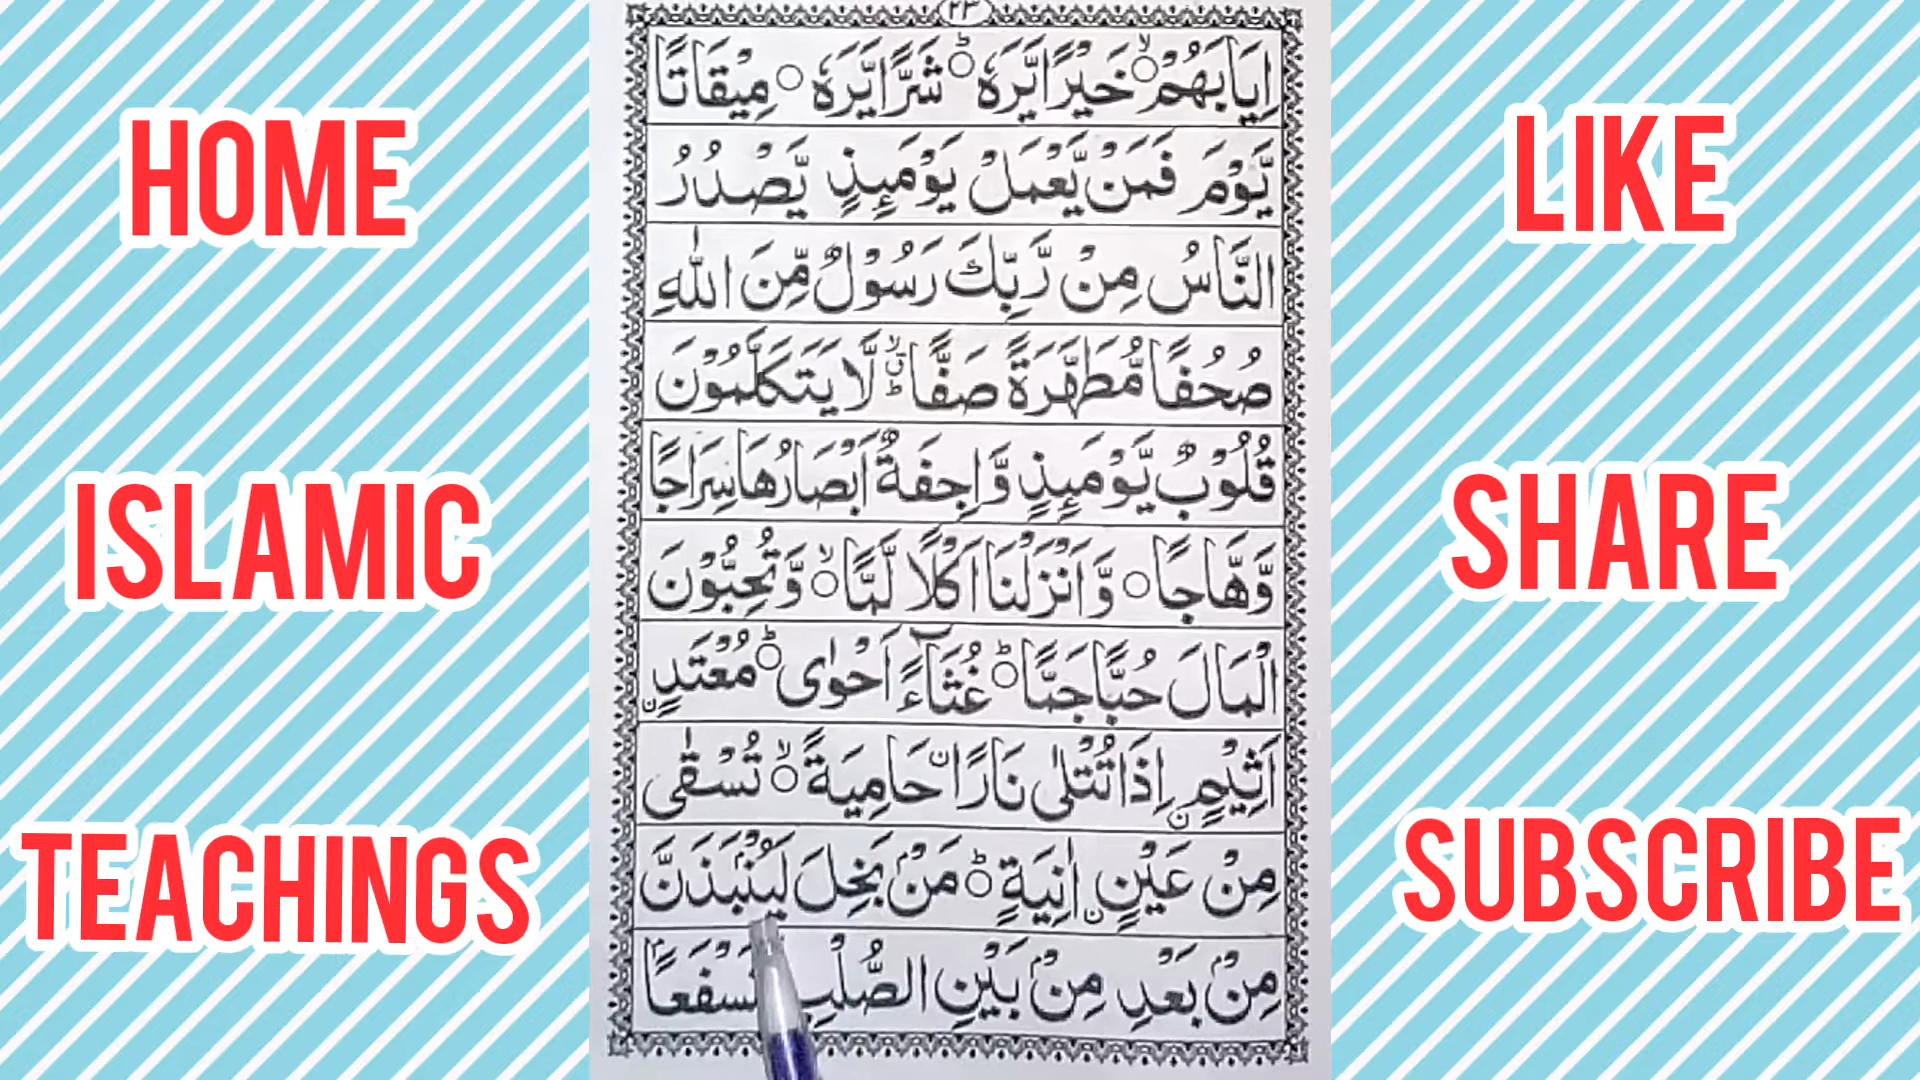 HOME
ISLAMIC
TEACHINGS
٢٣
اِيَابَهُمْ ۙ○ خَيْرًا يَّرَهٗ ؕ○ شَرًّا يَّرَهٗ ○ مِيْقَاتًا
يَّوْمَ فَمَنْ يَّعْمَلْ يَوْمَئِذٍ يَّصْدُرُ
النَّاسُ مِنْ رَّبِّكَ رَسُوْلٌ مِّنَ اللّٰهِ
صُحُفًا مُّطَهَّرَةً صَفًّا ۙۗؕ لَّا يَتَكَلَّمُوْنَ
قُلُوْبٌ يَّوْمَئِذٍ وَّاجِفَةٌ اَبْصَارُهَا سِرَاجًا
وَّهَّاجًا ○ وَّاَنْزَلْنَا اَكْلًا لَّمًّا ۙ○ وَّتُحِبُّوْنَ
الْمَالَ حُبًّا جَمًّا ؕ○ غُثَآءً اَحْوٰى ؕ○ مُعْتَدٍ
اَثِيْمٍ ۨ اِذَا تُتْلٰى نَارًا حَامِيَةً ۙ○ تُسْقٰى
مِنْ عَيْنٍ اٰنِيَةٍ ؕ○ مَنْۢ بَخِلَ لَيُنْۢبَذَنَّ
مِنْۢ بَعْدِ مِنْۢ بَيْنِ الصُّلْبِ لَنَسْفَعًاۢ
LIKE
SHARE
SUBSCRIBE